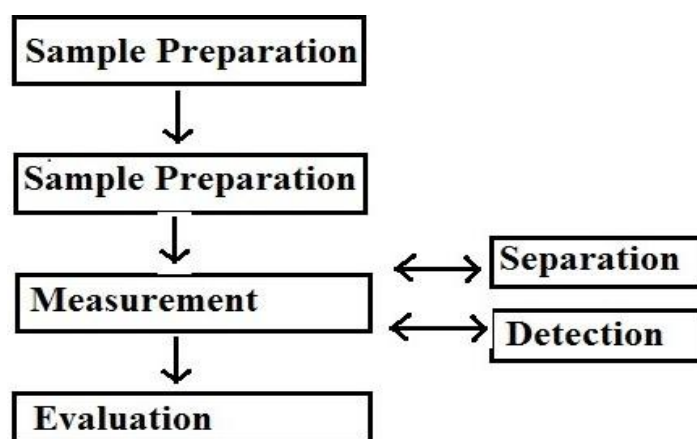 Sample Preparation
Sample Preparation
Separation
Measurement
Detection
Evaluation